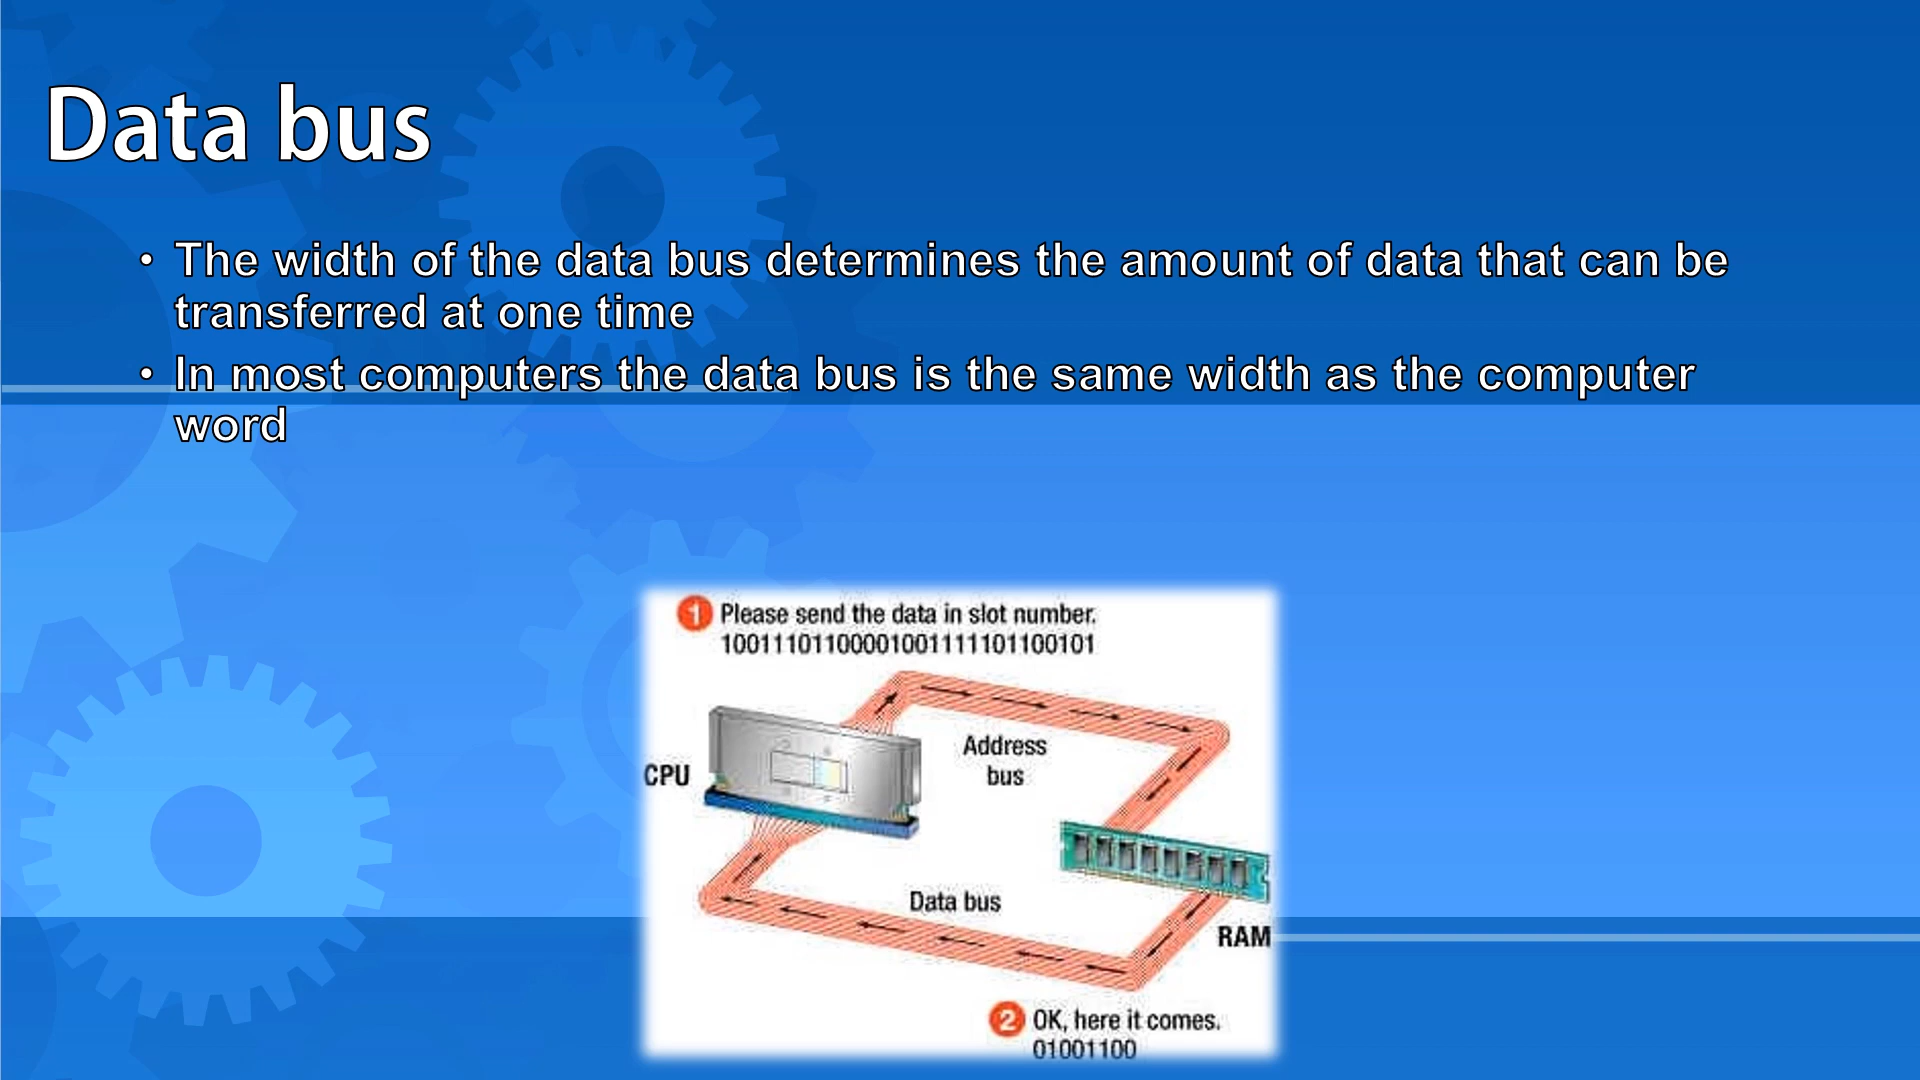 Data bus
• The width of the data bus determines the amount of data that can be
transferred at one time
• In most computers the data bus is the same width as the computer
word
1 Please send the data in slot number.
10011101100001001111101100101
Address
bus
CPU
Data bus
RAM
2 OK, here it comes.
01001100